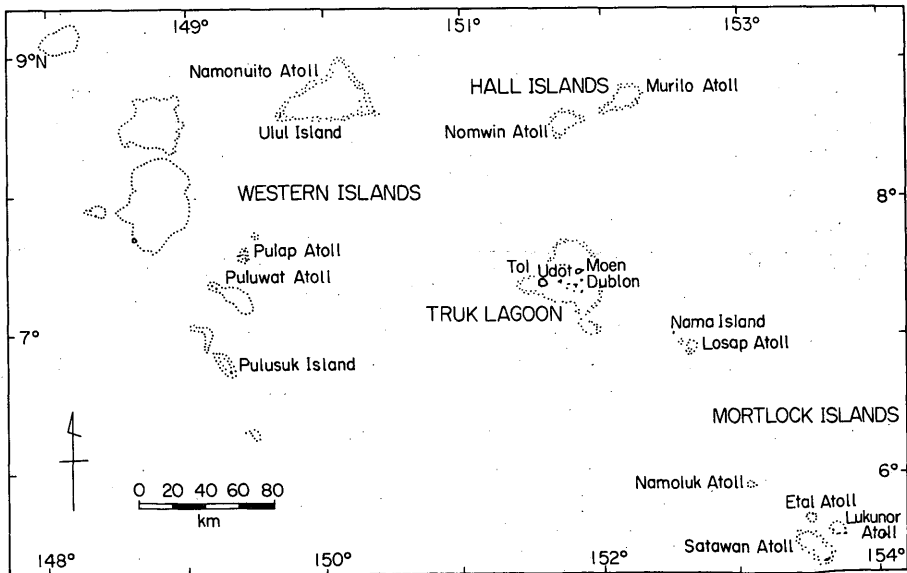 149°
151°
153°
9°N
Namonuito Atoll
HALL ISLANDS
Murilo Atoll
Ulul Island
Nomwin Atoll
WESTERN ISLANDS
8°
Pulap Atoll
Puluwat Atoll
Tol
Udöt
Moen
Dublon
TRUK LAGOON
7°
Nama Island
Losap Atoll
Pulusuk Island
MORTLOCK ISLANDS
6°
Namoluk Atoll
0 20 40 60 80
km
Etal Atoll
Lukunor
Atoll
Satawan Atoll
148°
150°
152°
154°